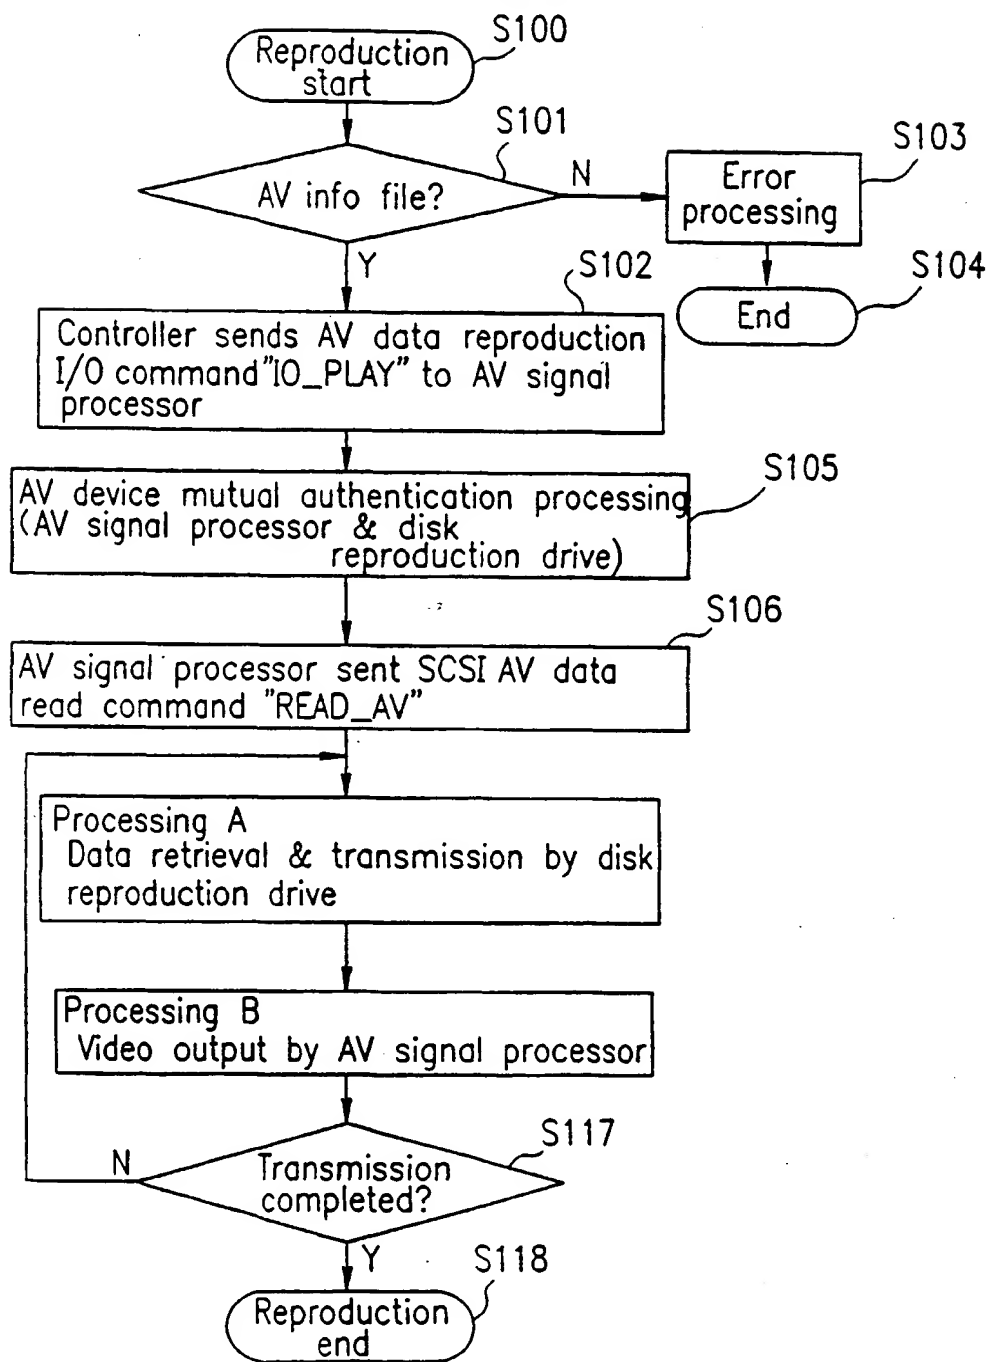 S100
Reproduction
start
S101
AV info file?
N
S103
Error
processing
Y
S102
S104
End
Controller sends AV data reproduction
I/O command "IO_PLAY" to AV signal
processor
S105
AV device mutual authentication processing
(AV signal processor & disk
reproduction drive)
S106
AV signal processor sent SCSI AV data
read command "READ_AV"
Processing A
Data retrieval & transmission by disk
reproduction drive
Processing B
Video output by AV signal processor
S117
N
Transmission
completed?
Y
S118
Reproduction
end